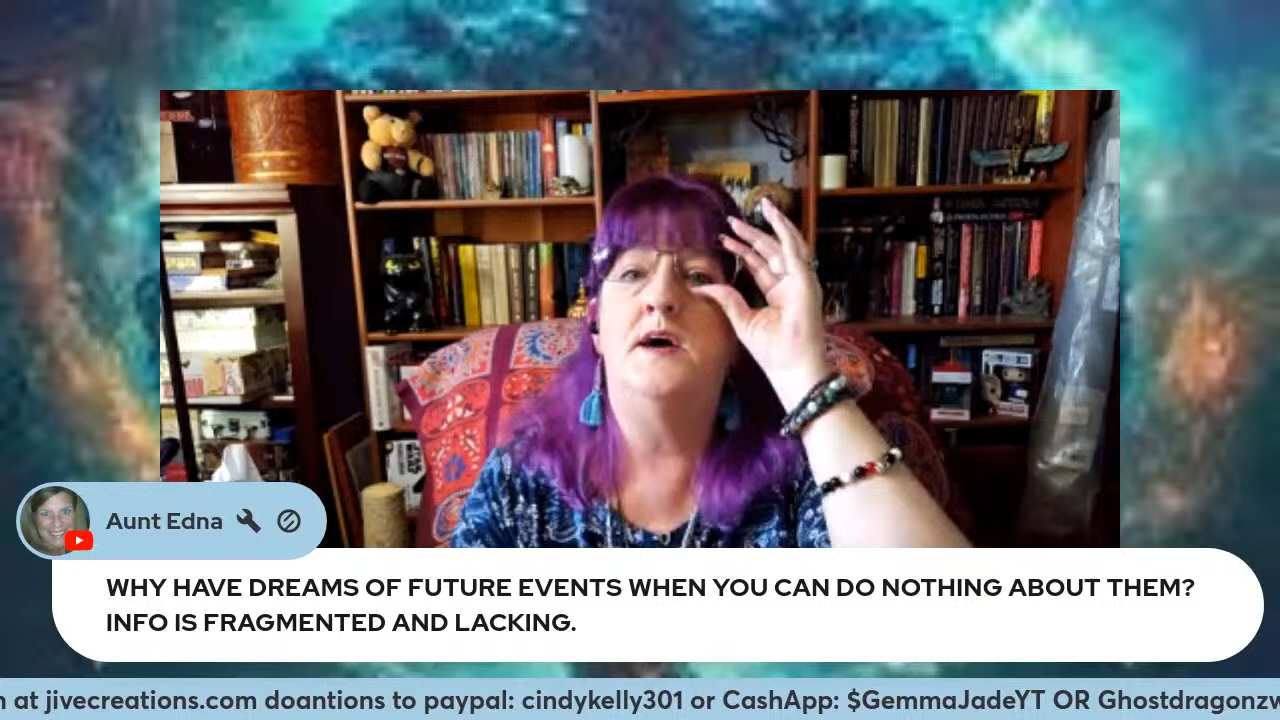 Aunt Edna
WHY HAVE DREAMS OF FUTURE EVENTS WHEN YOU CAN DO NOTHING ABOUT THEM?
INFO IS FRAGMENTED AND LACKING.
at jivecreations.com doantions to paypal: cindykelly301 or CashApp: $GemmaJadeYT OR Ghostdragonzv